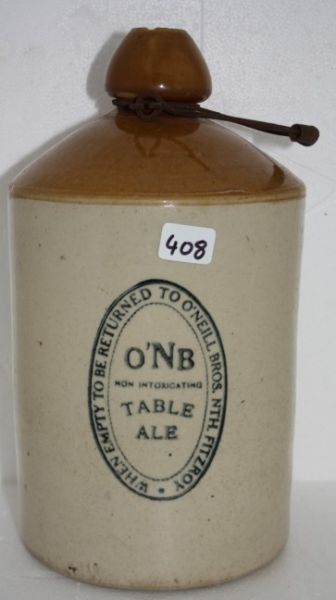 408
WHEN EMPTY TO BE RETURNED TO O'NEILL BROS. NTH. FITZROY
O'NB
NON INTOXICATING
TABLE
ALE